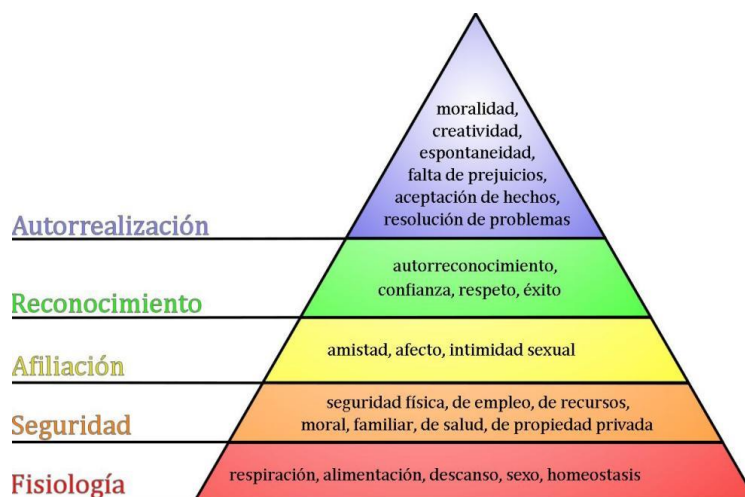 moralidad,
creatividad,
espontaneidad,
falta de prejuicios,
aceptación de hechos,
resolución de problemas
Autorrealización
autorreconocimiento,
confianza, respeto, éxito
Reconocimiento
amistad, afecto, intimidad sexual
Afiliación
seguridad física, de empleo, de recursos,
moral, familiar, de salud, de propiedad privada
Seguridad
respiración, alimentación, descanso, sexo, homeostasis
Fisiología